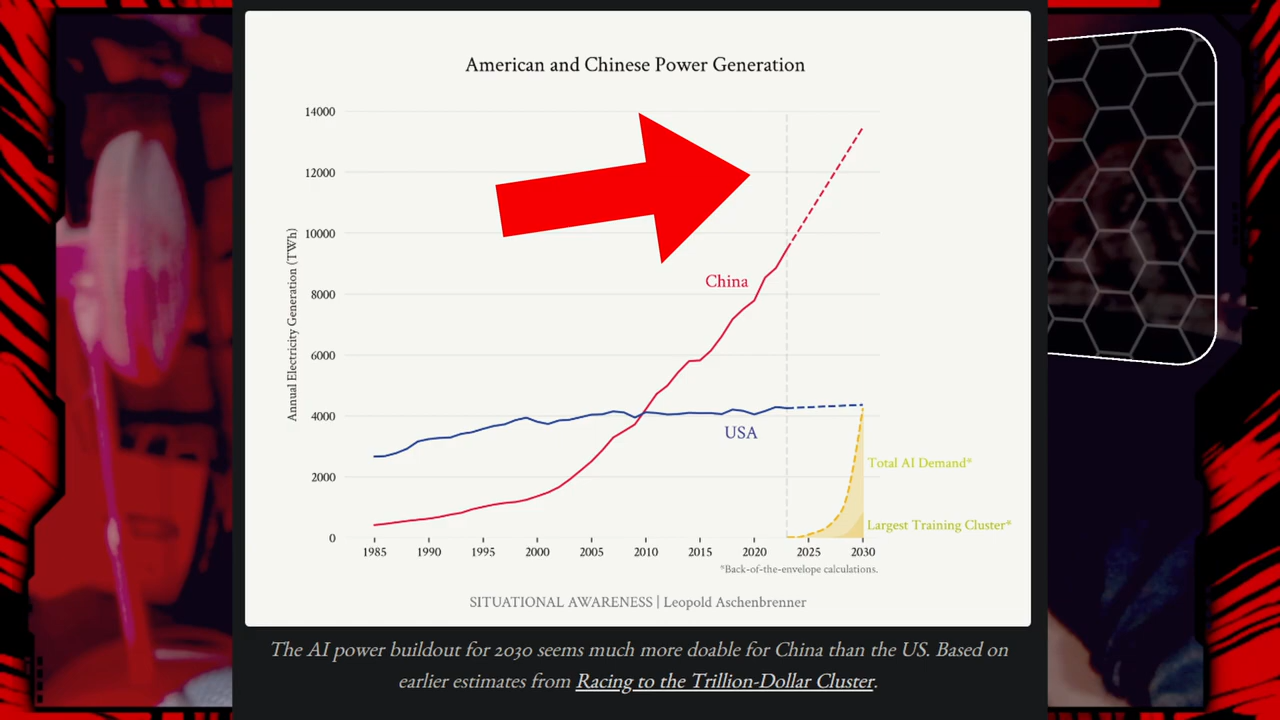 American and Chinese Power Generation
14000
12000
10000
8000
6000
4000
2000
0
Annual Electricity Generation (TWh)
China
USA
Total AI Demand*
Largest Training Cluster*
1985 1990 1995 2000 2005 2010 2015 2020 2025 2030
*Back-of-the-envelope calculations.
SITUATIONAL AWARENESS | Leopold Aschenbrenner
The AI power buildout for 2030 seems much more doable for China than the US. Based on
earlier estimates from Racing to the Trillion-Dollar Cluster.